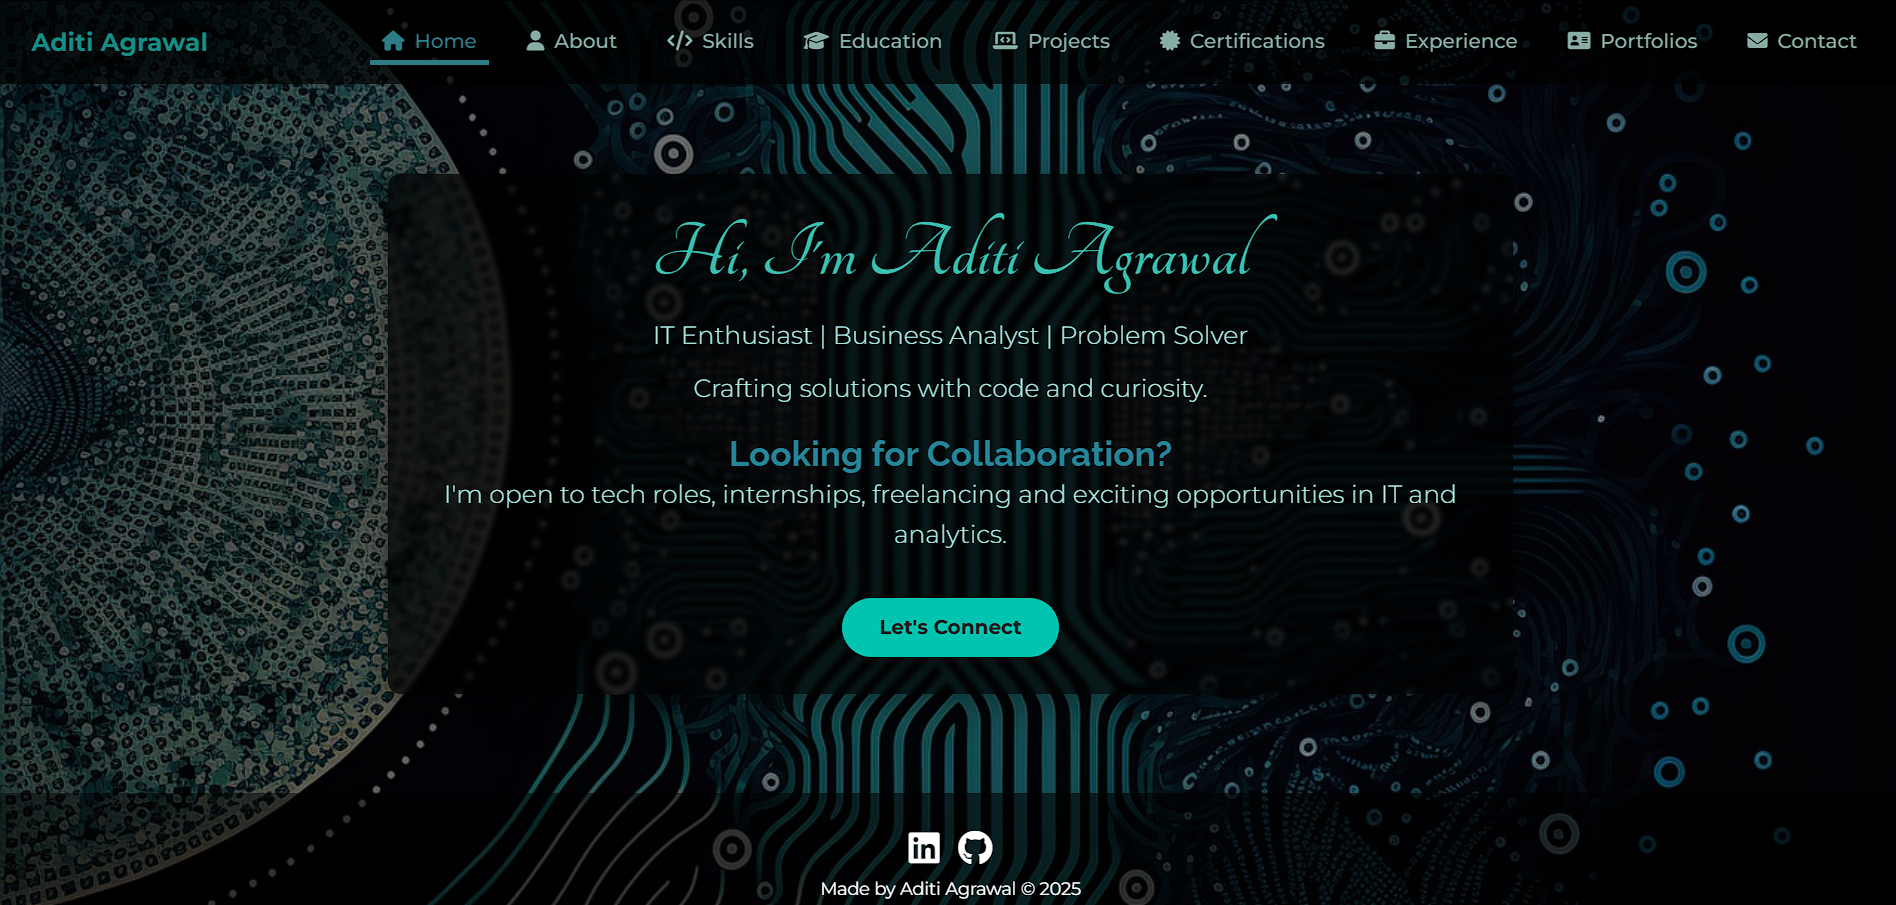 Aditi Agrawal
Home
About
Skills
Education
Projects
Certifications
Experience
Portfolios
Contact
Hi, I'm Aditi Agrawal
IT Enthusiast | Business Analyst | Problem Solver
Crafting solutions with code and curiosity.
Looking for Collaboration?
I'm open to tech roles, internships, freelancing and exciting opportunities in IT and
analytics.
Let's Connect
in
Made by Aditi Agrawal © 2025